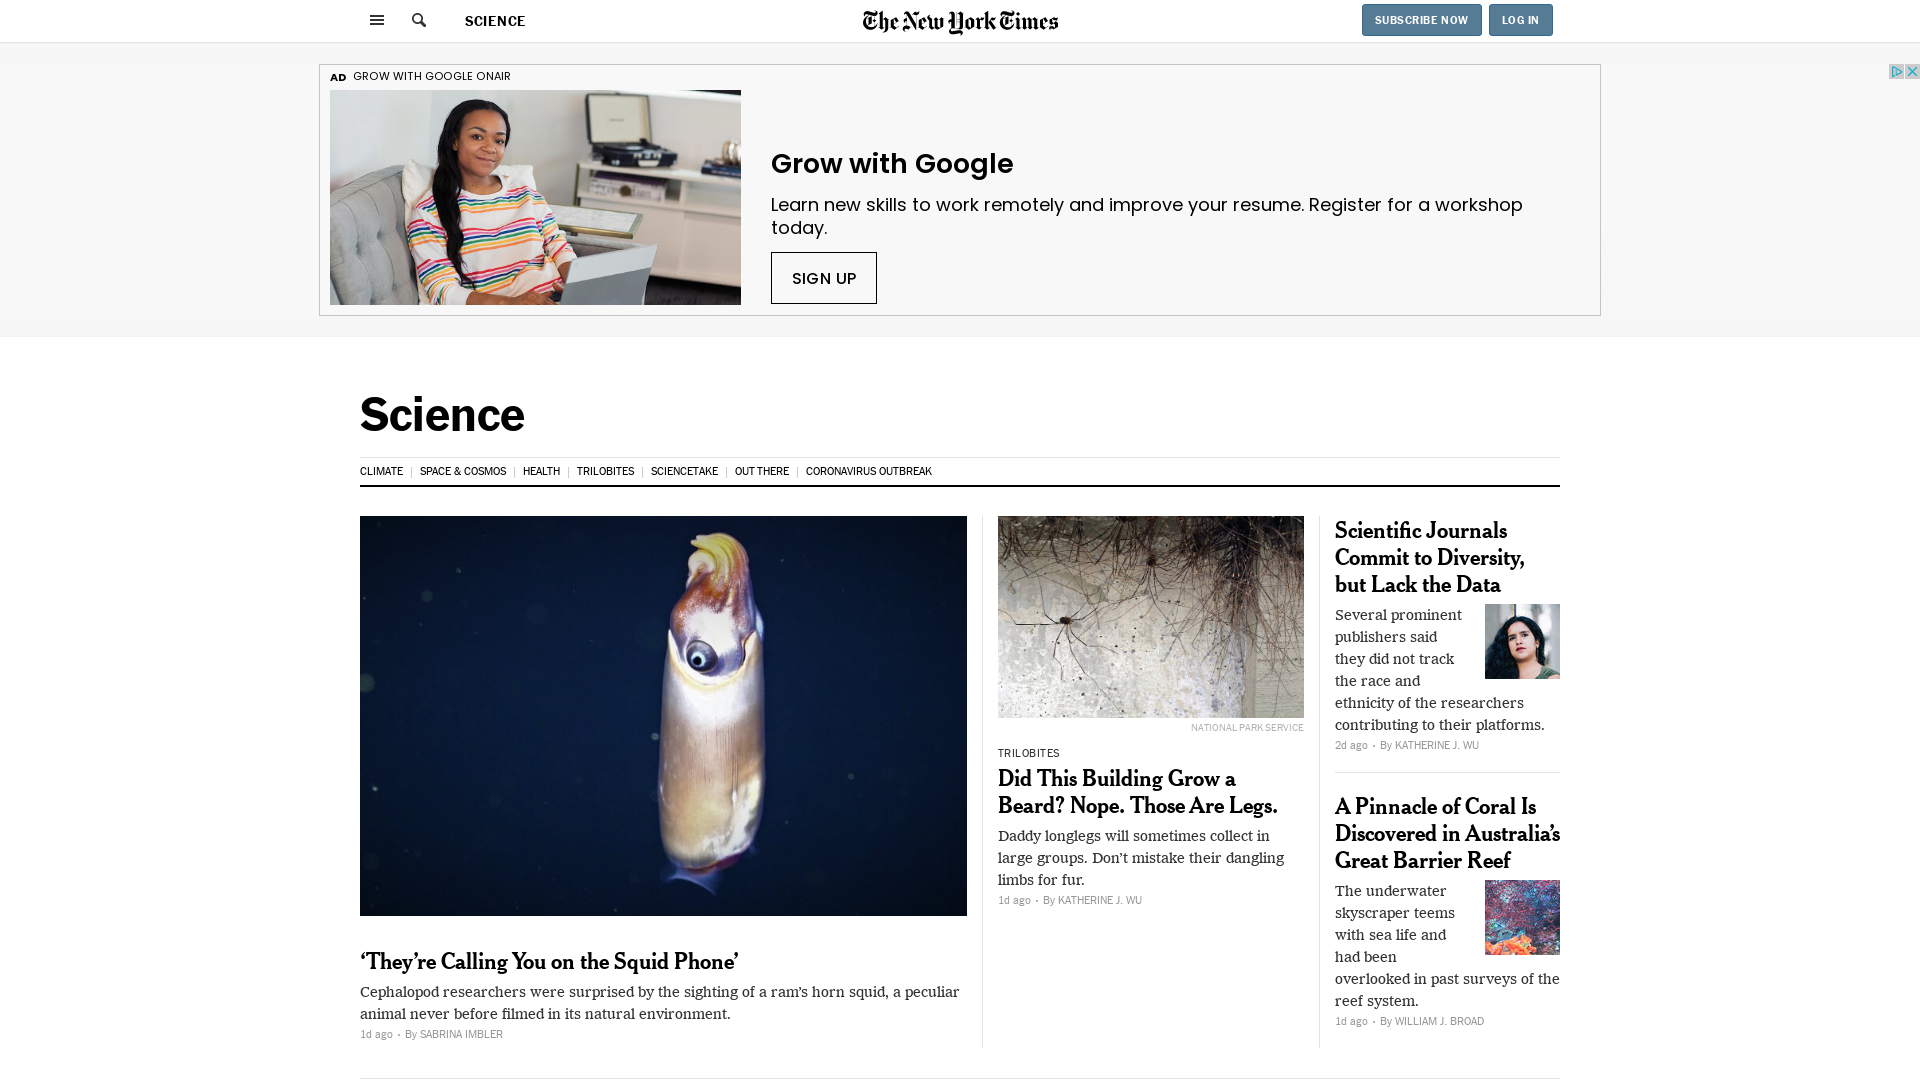 SCIENCE
The New York Times
SUBSCRIBE NOW
LOG IN
AD GROW WITH GOOGLE ONAIR
Grow with Google
Learn new skills to work remotely and improve your resume. Register for a workshop
today.
SIGN UP
Science
CLIMATE
SPACE & COSMOS
HEALTH
TRILOBITES
SCIENCETAKE
OUT THERE
CORONAVIRUS OUTBREAK
‘They’re Calling You on the Squid Phone’
Cephalopod researchers were surprised by the sighting of a ram’s horn squid, a peculiar
animal never before filmed in its natural environment.
1d ago · By SABRINA IMBLER
NATIONAL PARK SERVICE
TRILOBITES
Did This Building Grow a
Beard? Nope. Those Are Legs.
Daddy longlegs will sometimes collect in
large groups. Don’t mistake their dangling
limbs for fur.
1d ago · By KATHERINE J. WU
Scientific Journals
Commit to Diversity,
but Lack the Data
Several prominent
publishers said
they did not track
the race and
ethnicity of the researchers
contributing to their platforms.
2d ago · By KATHERINE J. WU
A Pinnacle of Coral Is
Discovered in Australia’s
Great Barrier Reef
The underwater
skyscraper teems
with sea life and
had been
overlooked in past surveys of the
reef system.
1d ago · By WILLIAM J. BROAD